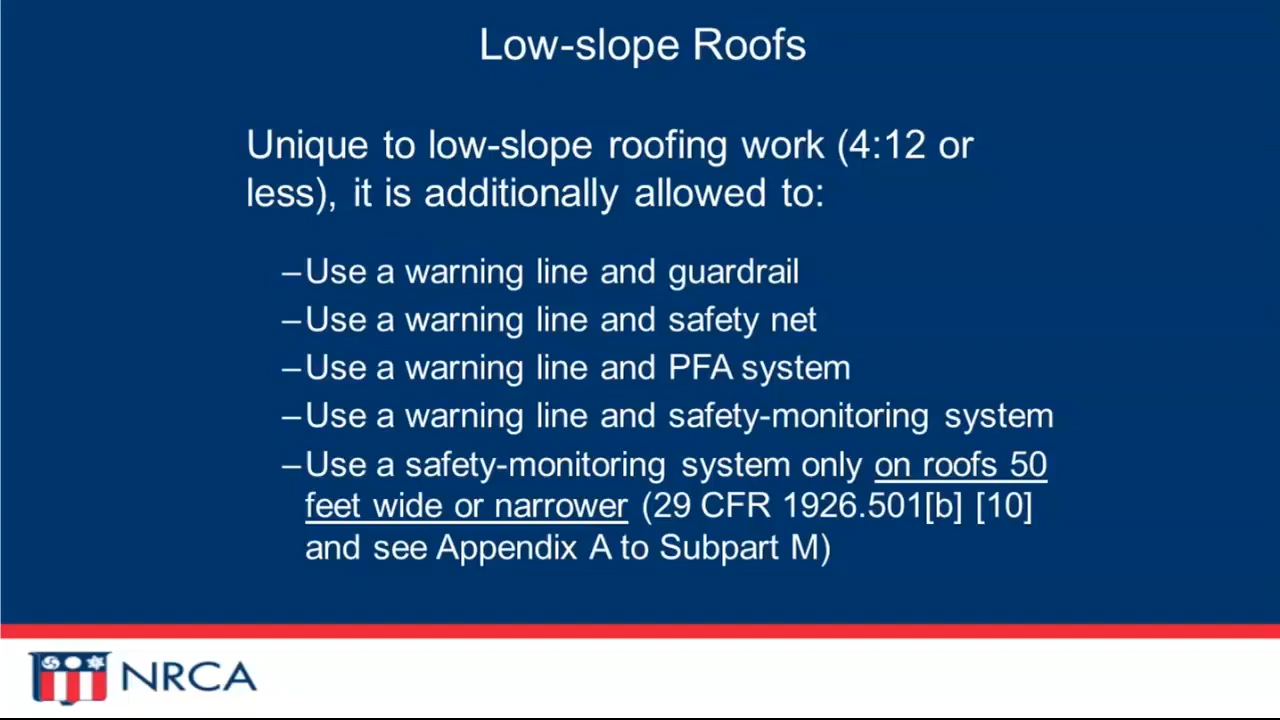 Low-slope Roofs
Unique to low-slope roofing work (4:12 or
less), it is additionally allowed to:
–Use a warning line and guardrail
–Use a warning line and safety net
–Use a warning line and PFA system
–Use a warning line and safety-monitoring system
–Use a safety-monitoring system only on roofs 50
feet wide or narrower (29 CFR 1926.501[b] [10]
and see Appendix A to Subpart M)
NRCA